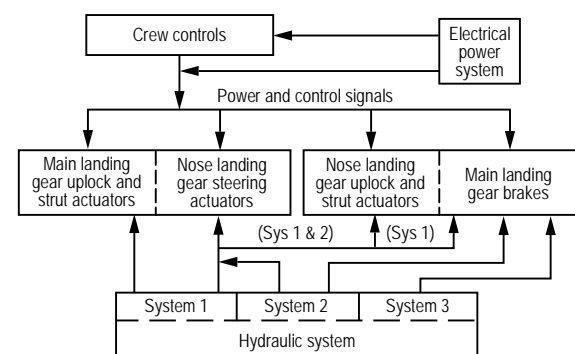 Crew controls
Electrical
power
system
Power and control signals
Main landing
gear uplock and
strut actuators
Nose landing
gear steering
actuators
Nose landing
gear uplock and
strut actuators
Main landing
gear brakes
(Sys 1 & 2)
(Sys 1)
System 1
System 2
System 3
Hydraulic system